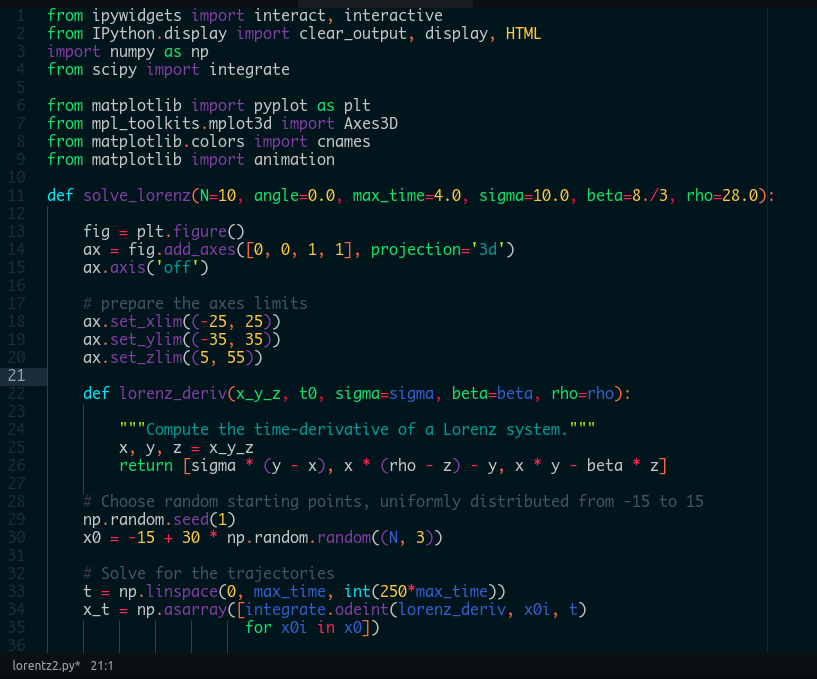 1 from ipywidgets import interact, interactive
2 from IPython.display import clear_output, display, HTML
3 import numpy as np
4 from scipy import integrate
5
6 from matplotlib import pyplot as plt
7 from mpl_toolkits.mplot3d import Axes3D
8 from matplotlib.colors import cnames
9 from matplotlib import animation
10
11 def solve_lorenz(N=10, angle=0.0, max_time=4.0, sigma=10.0, beta=8./3, rho=28.0):
12
13     fig = plt.figure()
14     ax = fig.add_axes([0, 0, 1, 1], projection='3d')
15     ax.axis('off')
16
17     # prepare the axes limits
18     ax.set_xlim((-25, 25))
19     ax.set_ylim((-35, 35))
20     ax.set_zlim((5, 55))
21
22     def lorenz_deriv(x_y_z, t0, sigma=sigma, beta=beta, rho=rho):
23
24         """Compute the time-derivative of a Lorenz system."""
25         x, y, z = x_y_z
26         return [sigma * (y - x), x * (rho - z) - y, x * y - beta * z]
27
28     # Choose random starting points, uniformly distributed from -15 to 15
29     np.random.seed(1)
30     x0 = -15 + 30 * np.random.random((N, 3))
31
32     # Solve for the trajectories
33     t = np.linspace(0, max_time, int(250*max_time))
34     x_t = np.asarray([integrate.odeint(lorenz_deriv, x0i, t)
35                       for x0i in x0])
36
lorentz2.py* 21:1